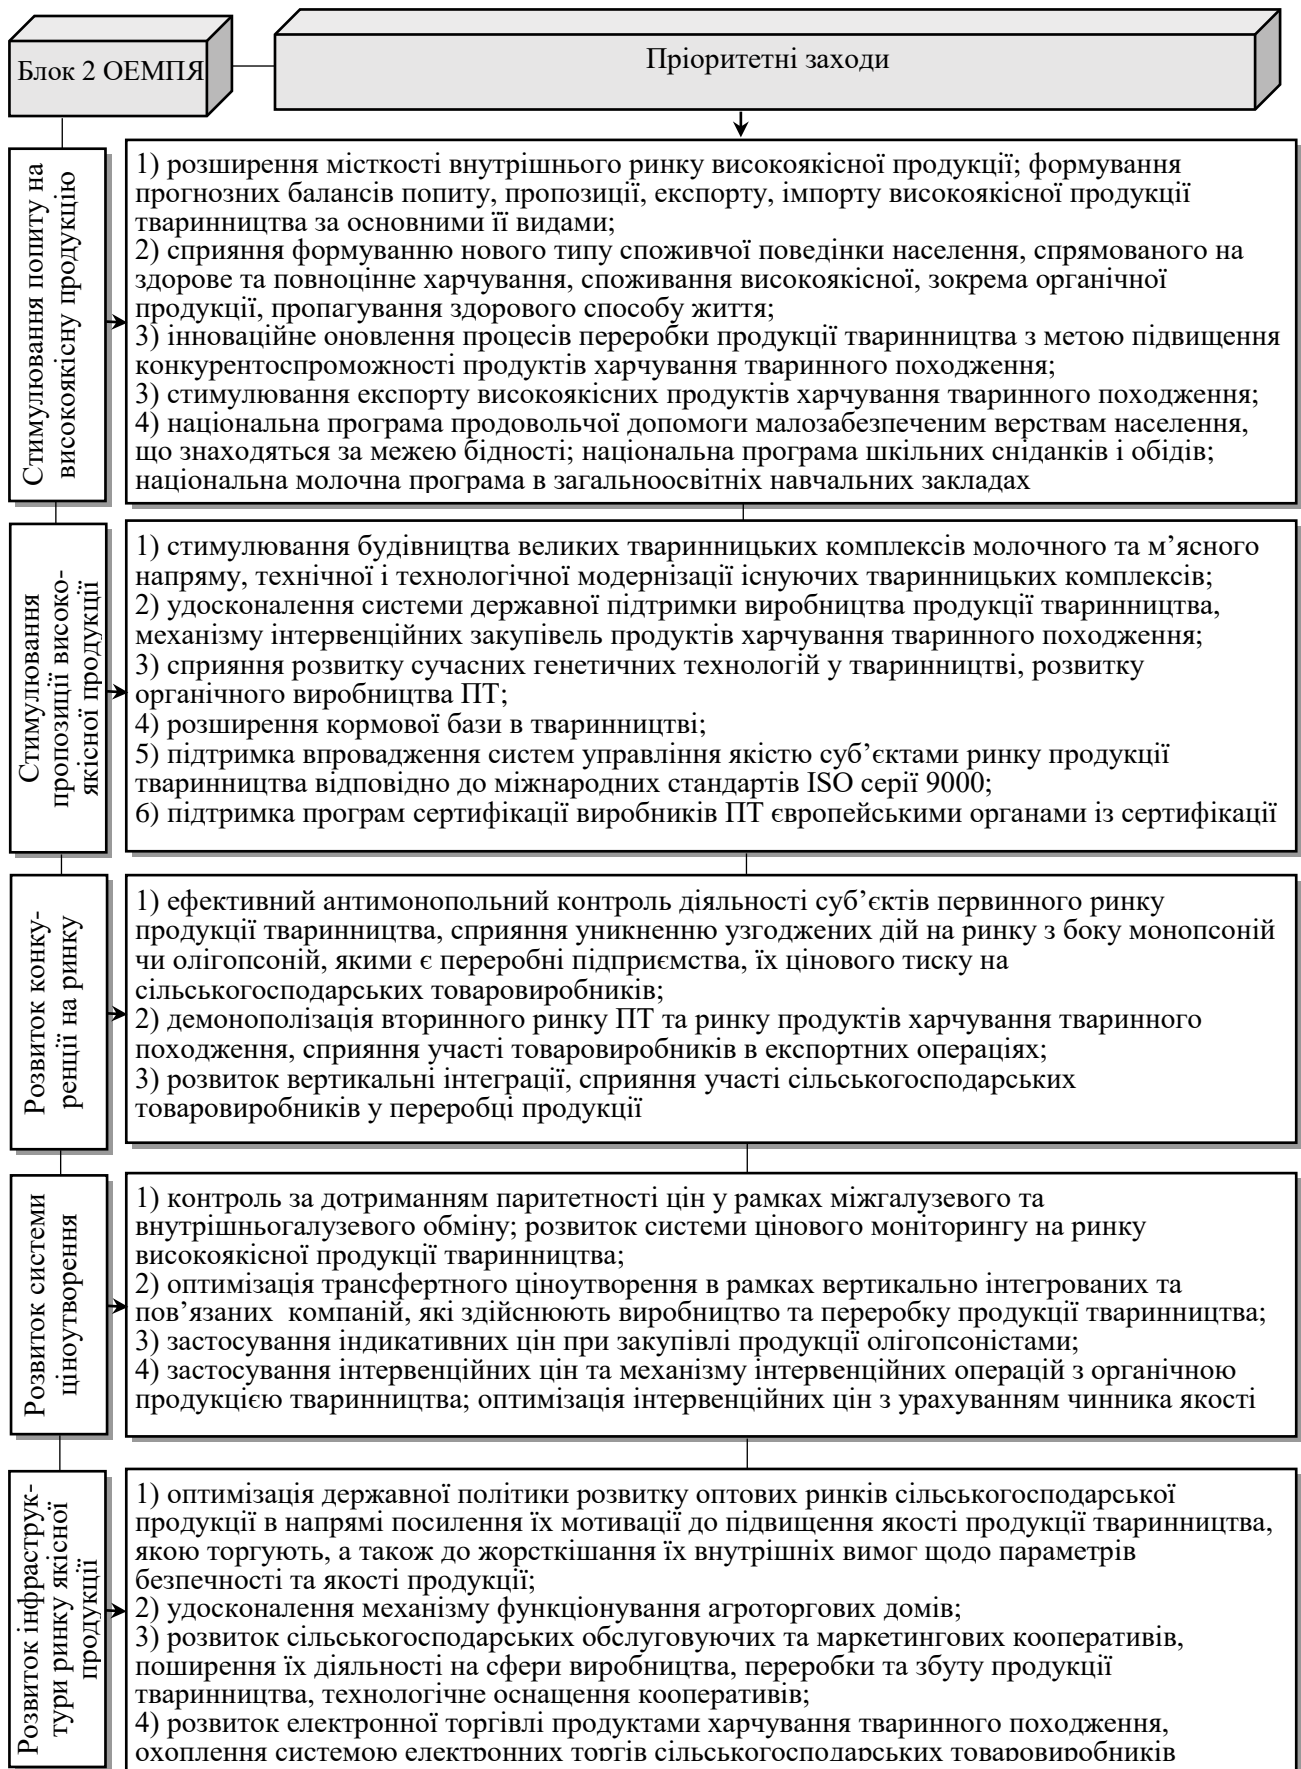 Блок 2 ОЕМПЯ
Пріоритетні заходи
Стимулювання попиту на
високоякісну продукцію
1) розширення місткості внутрішнього ринку високоякісної продукції; формування
прогнозних балансів попиту, пропозиції, експорту, імпорту високоякісної продукції
тваринництва за основними її видами;
2) сприяння формуванню нового типу споживчої поведінки населення, спрямованого на
здорове та повноцінне харчування, споживання високоякісної, зокрема органічної
продукції, пропагування здорового способу життя;
3) інноваційне оновлення процесів переробки продукції тваринництва з метою підвищення
конкурентоспроможності продуктів харчування тваринного походження;
3) стимулювання експорту високоякісних продуктів харчування тваринного походження;
4) національна програма продовольчої допомоги малозабезпеченим верствам населення,
що знаходяться за межею бідності; національна програма шкільних сніданків і обідів;
національна молочна програма в загальноосвітніх навчальних закладах
Стимулювання
пропозиції високо-
якісної продукції
1) стимулювання будівництва великих тваринницьких комплексів молочного та м’ясного
напряму, технічної і технологічної модернізації існуючих тваринницьких комплексів;
2) удосконалення системи державної підтримки виробництва продукції тваринництва,
механізму інтервенційних закупівель продуктів харчування тваринного походження;
3) сприяння розвитку сучасних генетичних технологій у тваринництві, розвитку
органічного виробництва ПТ;
4) розширення кормової бази в тваринництві;
5) підтримка впровадження систем управління якістю суб’єктами ринку продукції
тваринництва відповідно до міжнародних стандартів ISO серії 9000;
6) підтримка програм сертифікації виробників ПТ європейськими органами із сертифікації
Розвиток конку-
ренції на ринку
1) ефективний антимонопольний контроль діяльності суб’єктів первинного ринку
продукції тваринництва, сприяння уникненню узгоджених дій на ринку з боку монопсоній
чи олігопсоній, якими є переробні підприємства, їх цінового тиску на
сільськогосподарських товаровиробників;
2) демонополізація вторинного ринку ПТ та ринку продуктів харчування тваринного
походження, сприяння участі товаровиробників в експортних операціях;
3) розвиток вертикальні інтеграції, сприяння участі сільськогосподарських
товаровиробників у переробці продукції
Розвиток системи
ціноутворення
1) контроль за дотриманням паритетності цін у рамках міжгалузевого та
внутрішньогалузевого обміну; розвиток системи цінового моніторингу на ринку
високоякісної продукції тваринництва;
2) оптимізація трансфертного ціноутворення в рамках вертикально інтегрованих та
пов’язаних компаній, які здійснюють виробництво та переробку продукції тваринництва;
3) застосування індикативних цін при закупівлі продукції олігопсоністами;
4) застосування інтервенційних цін та механізму інтервенційних операцій з органічною
продукцією тваринництва; оптимізація інтервенційних цін з урахуванням чинника якості
Розвиток інфраструк-
тури ринку якісної
продукції
1) оптимізація державної політики розвитку оптових ринків сільськогосподарської
продукції в напрямі посилення їх мотивації до підвищення якості продукції тваринництва,
якою торгують, а також до жорсткішання їх внутрішніх вимог щодо параметрів
безпечності та якості продукції;
2) удосконалення механізму функціонування агроторгових домів;
3) розвиток сільськогосподарських обслуговуючих та маркетингових кооперативів,
поширення їх діяльності на сфери виробництва, переробки та збуту продукції
тваринництва, технологічне оснащення кооперативів;
4) розвиток електронної торгівлі продуктами харчування тваринного походження,
охоплення системою електронних торгів сільськогосподарських товаровиробників